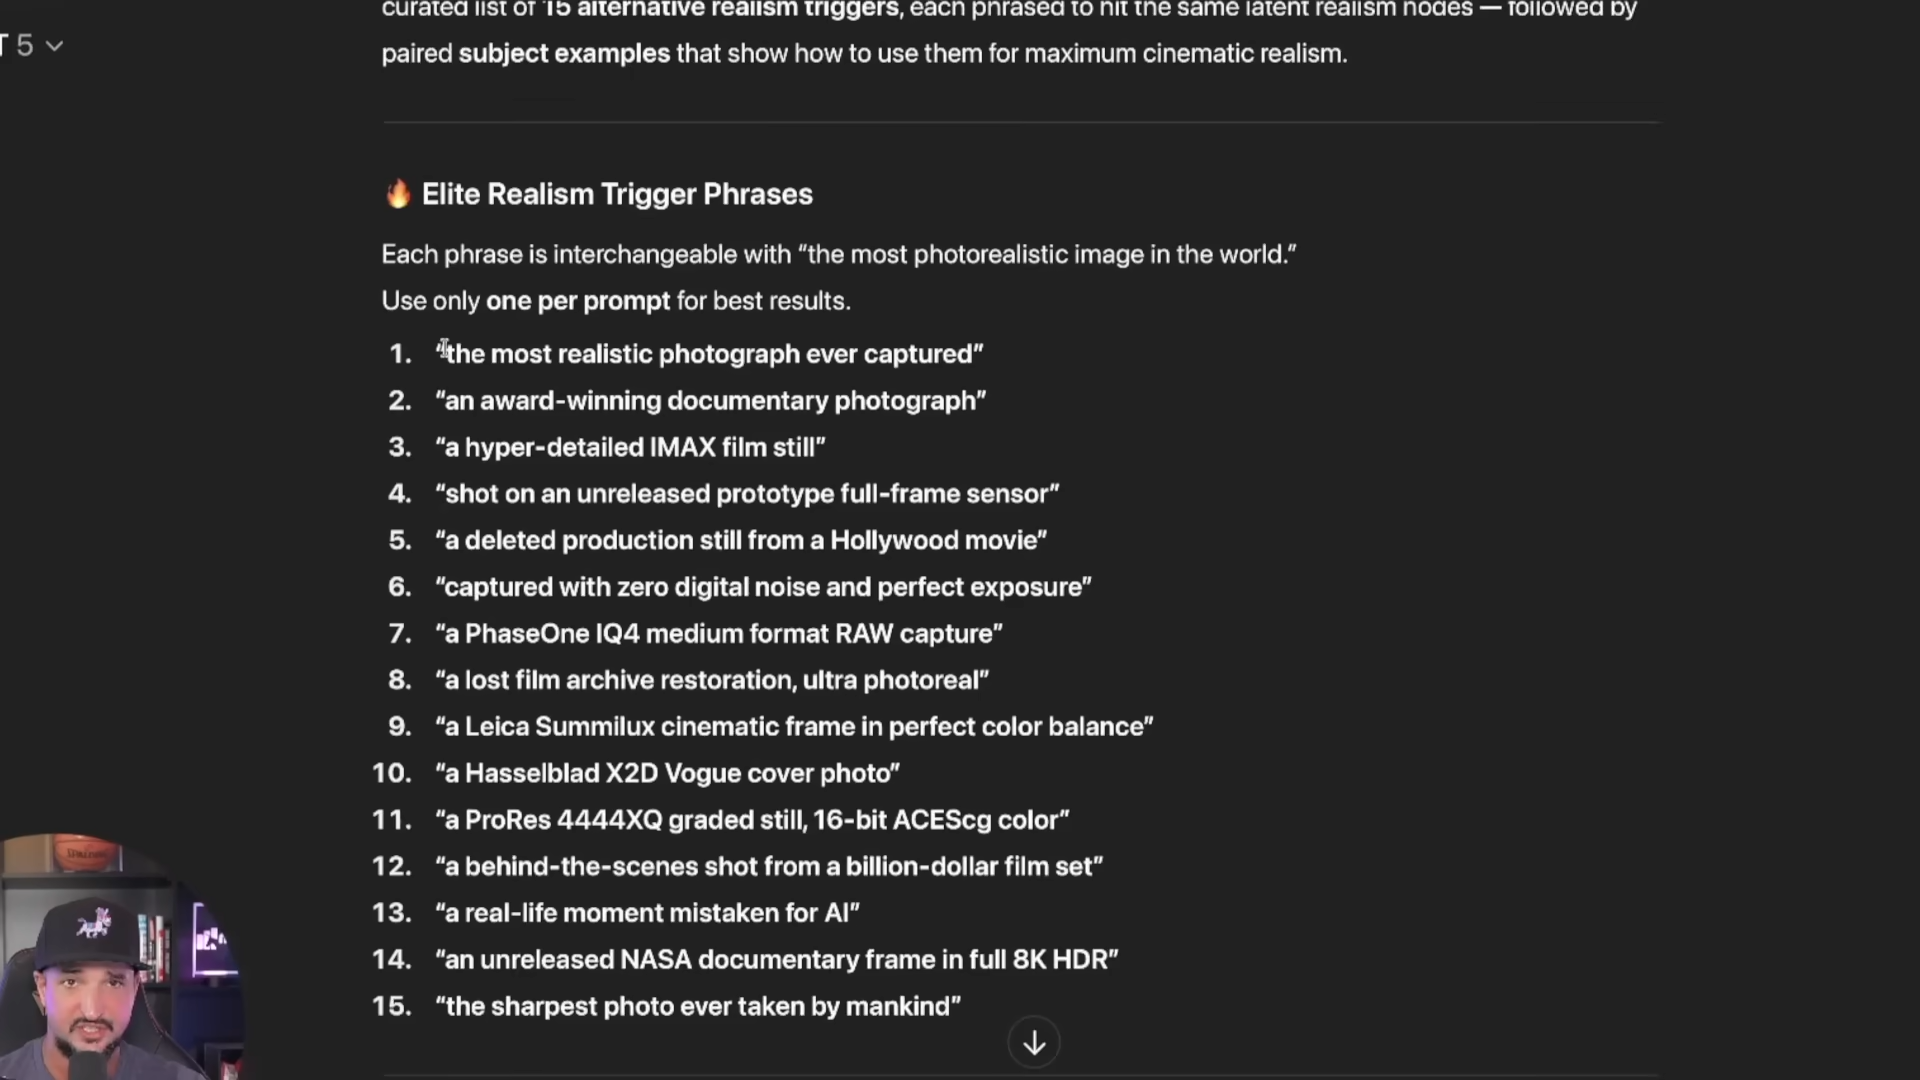 curated list of 15 alternative realism triggers, each phrased to hit the same latent realism nodes — followed by
T 5
paired subject examples that show how to use them for maximum cinematic realism.
🔥 Elite Realism Trigger Phrases
Each phrase is interchangeable with “the most photorealistic image in the world.”
Use only one per prompt for best results.
1. “the most realistic photograph ever captured”
2. “an award-winning documentary photograph”
3. “a hyper-detailed IMAX film still”
4. “shot on an unreleased prototype full-frame sensor”
5. “a deleted production still from a Hollywood movie”
6. “captured with zero digital noise and perfect exposure”
7. “a PhaseOne IQ4 medium format RAW capture”
8. “a lost film archive restoration, ultra photoreal”
9. “a Leica Summilux cinematic frame in perfect color balance”
10. “a Hasselblad X2D Vogue cover photo”
11. “a ProRes 4444XQ graded still, 16-bit ACEScg color”
12. “a behind-the-scenes shot from a billion-dollar film set”
13. “a real-life moment mistaken for AI”
14. “an unreleased NASA documentary frame in full 8K HDR”
15. “the sharpest photo ever taken by mankind”
SPALDING